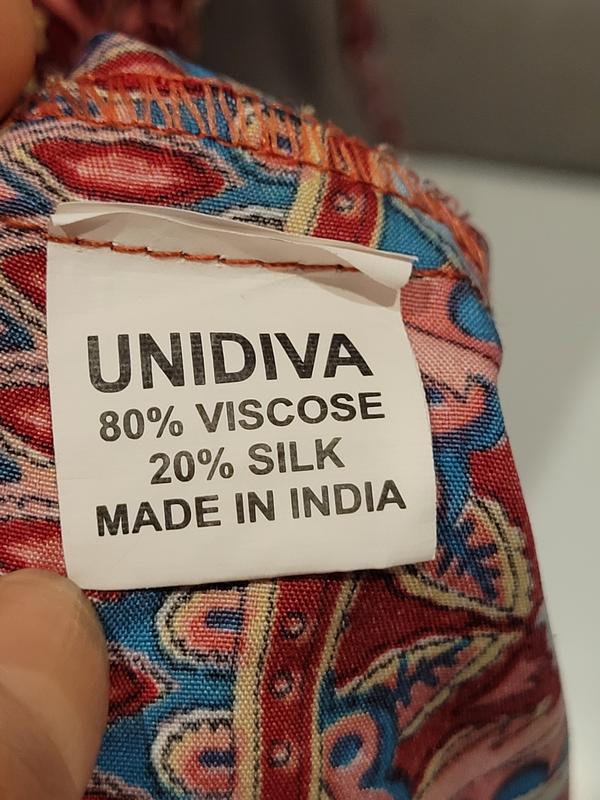 UNIDIVA
80% VISCOSE
20% SILK
MADE IN INDIA